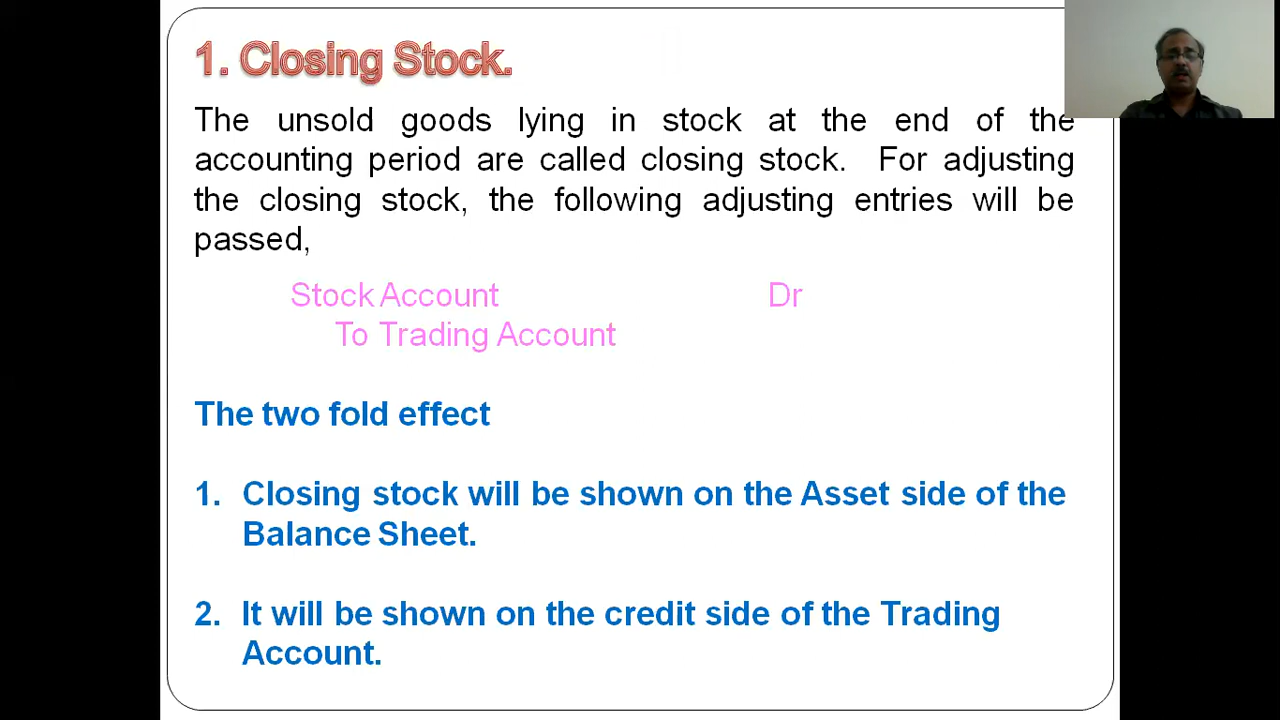 1. Closing Stock.
The unsold goods lying in stock at the end of the
accounting period are called closing stock. For adjusting
the closing stock, the following adjusting entries will be
passed,
Stock Account Dr
To Trading Account
The two fold effect
1. Closing stock will be shown on the Asset side of the
Balance Sheet.
2. It will be shown on the credit side of the Trading
Account.